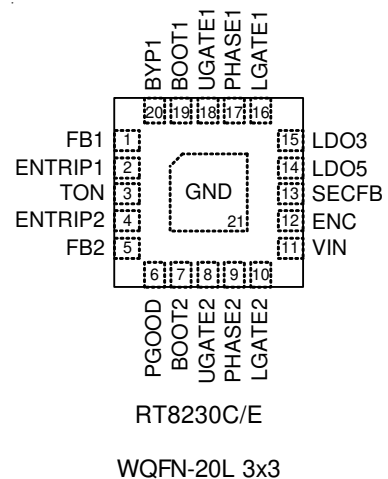 BYP1
BOOT1
UGATE1
PHASE1
LGATE1
20 19 18 17 16
FB1 1 15 LDO3
ENTRIP1 2 14 LDO5
TON 3 GND 13 SECFB
ENTRIP2 4 21 12 ENC
FB2 5 11 VIN
6 7 8 9 10
PGOOD
BOOT2
UGATE2
PHASE2
LGATE2
RT8230C/E
WQFN-20L 3x3